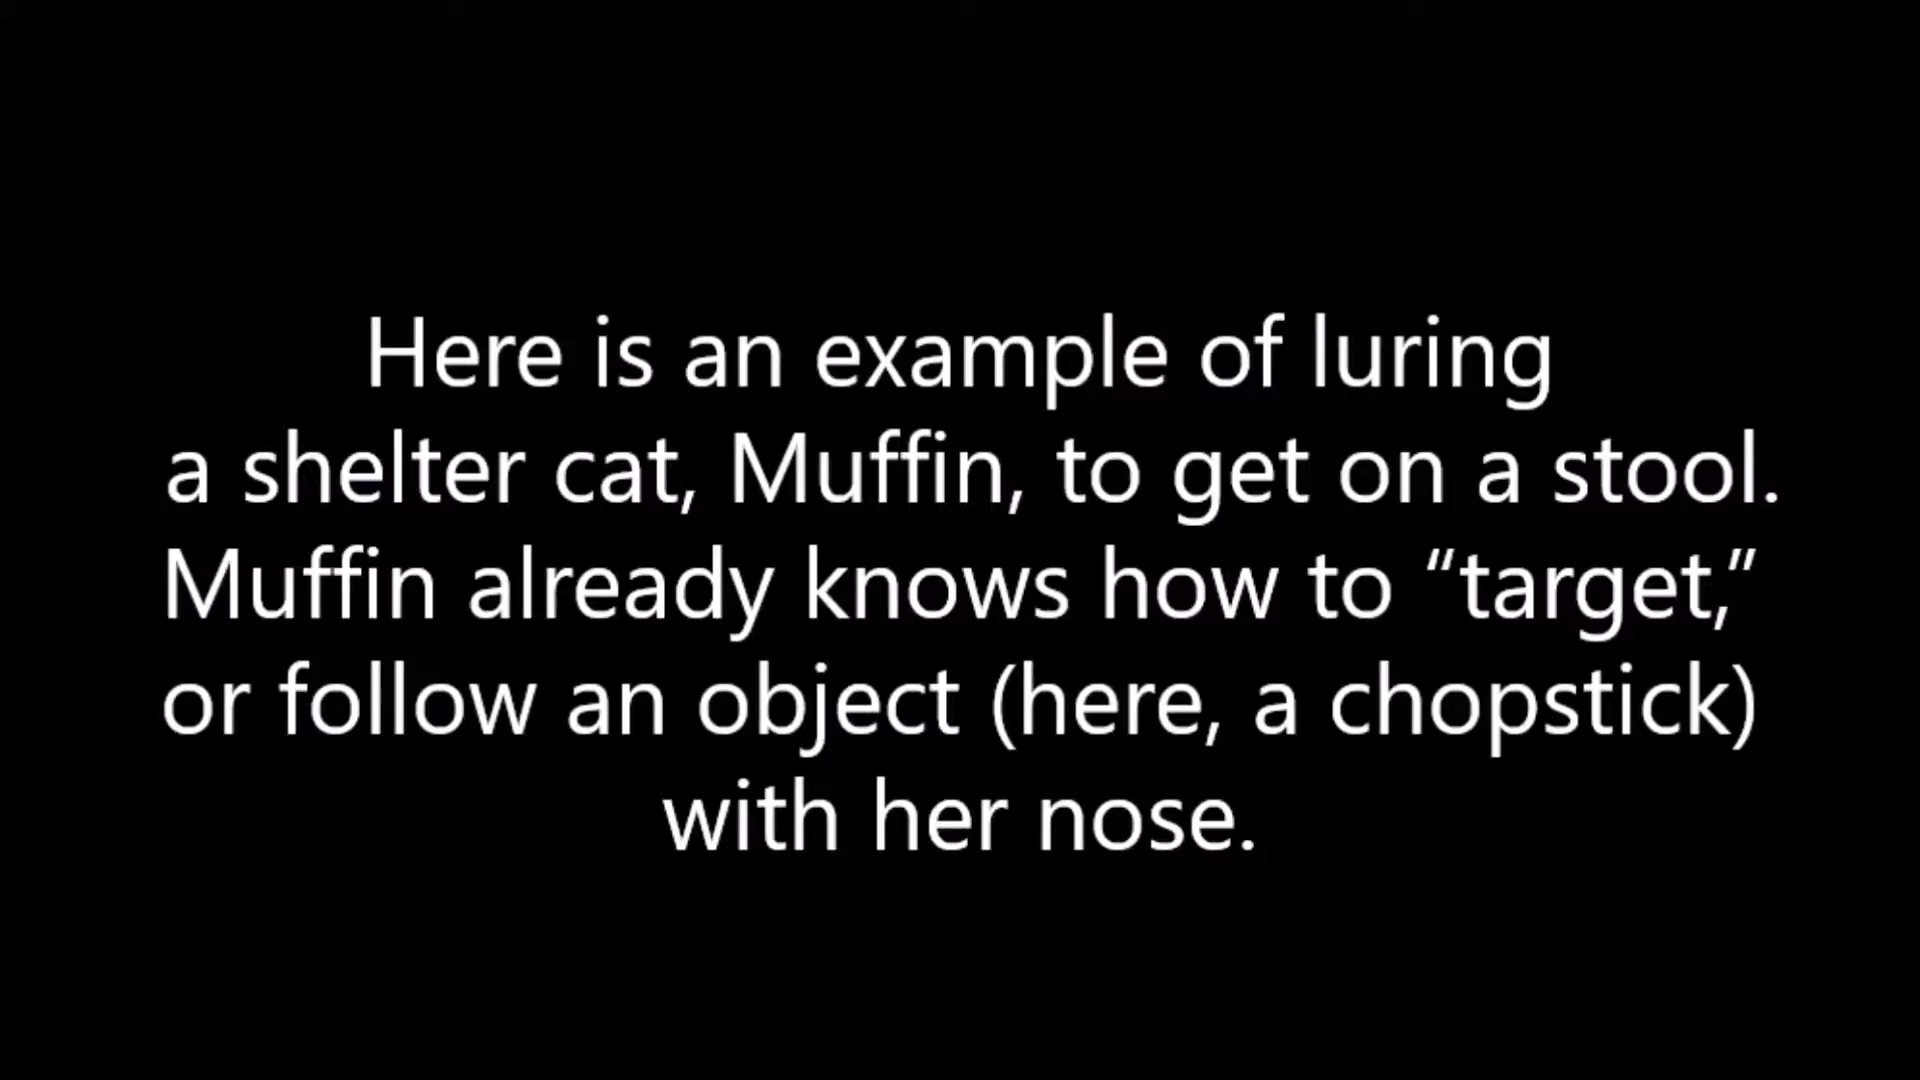 Here is an example of luring
a shelter cat, Muffin, to get on a stool.
Muffin already knows how to “target,”
or follow an object (here, a chopstick)
with her nose.